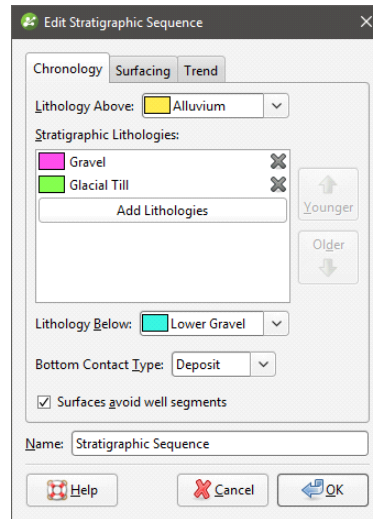 Edit Stratigraphic Sequence
Chronology Surfacing Trend
Lithology Above: Alluvium
Stratigraphic Lithologies:
Gravel
Glacial Till
Add Lithologies
Younger
Older
Lithology Below: Lower Gravel
Bottom Contact Type: Deposit
Surfaces avoid well segments
Name: Stratigraphic Sequence
Help Cancel OK